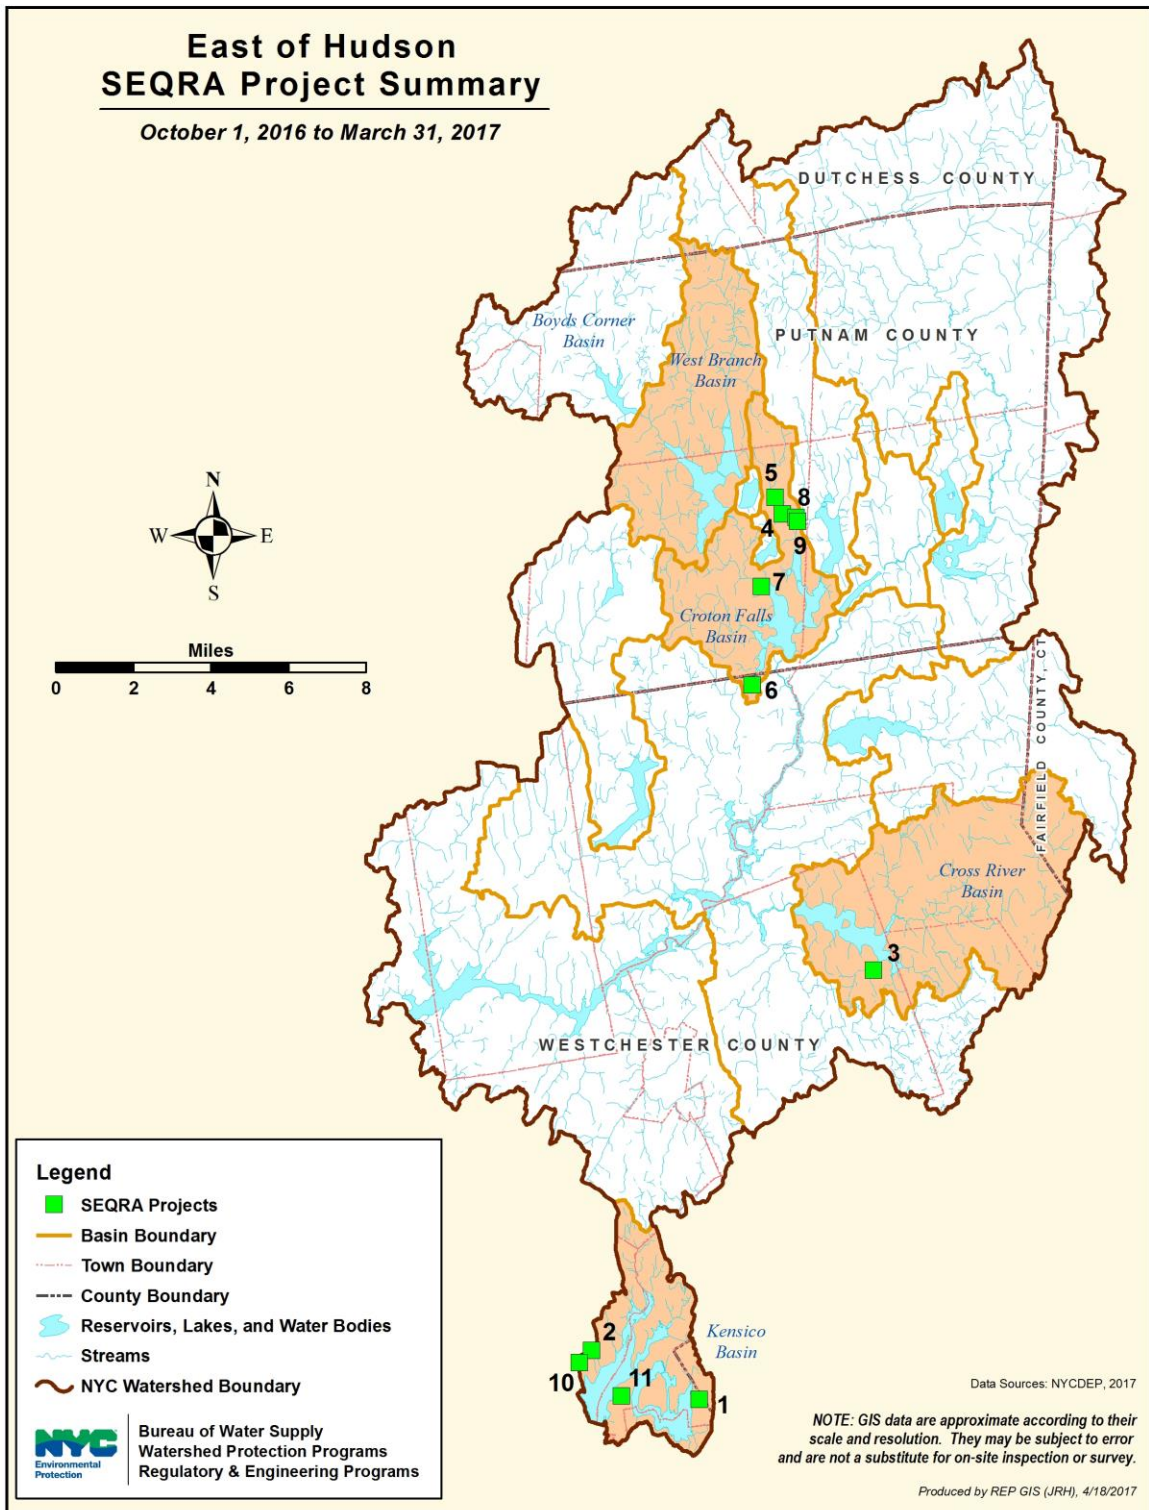 East of Hudson
SEQRA Project Summary
October 1, 2016 to March 31, 2017
DUTCHESS COUNTY
Boyds Corner
Basin
PUTNAM COUNTY
West Branch
Basin
N
W
E
S
5
8
4
9
7
Croton Falls
Basin
Miles
0 2 4 6 8
6
FAIRFIELD COUNTY, CT
Cross River
Basin
3
WESTCHESTER COUNTY
Legend
SEQRA Projects
Basin Boundary
Town Boundary
County Boundary
Reservoirs, Lakes, and Water Bodies
Streams
NYC Watershed Boundary
NYC
Environmental
Protection
Bureau of Water Supply
Watershed Protection Programs
Regulatory & Engineering Programs
2
Kensico
Basin
10
11
1
Data Sources: NYCDEP, 2017
NOTE: GIS data are approximate according to their
scale and resolution. They may be subject to error
and are not a substitute for on-site inspection or survey.
Produced by REP GIS (JRH), 4/18/2017